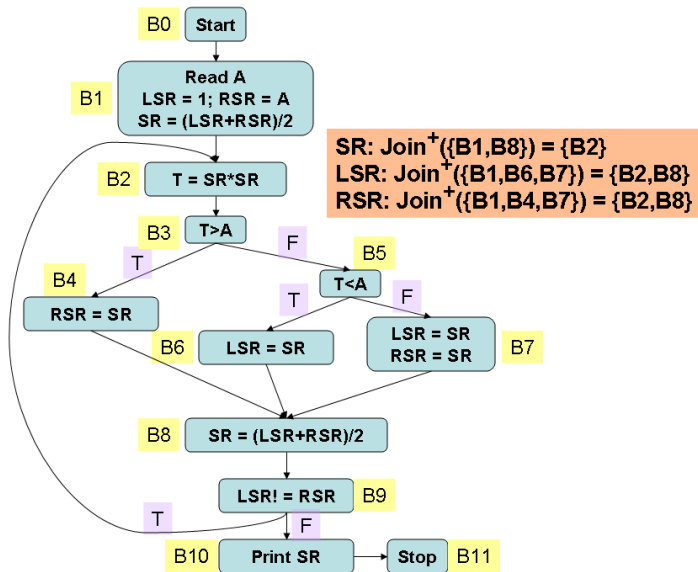 B0
Start
B1
Read A
LSR = 1; RSR = A
SR = (LSR+RSR)/2
SR: Join+({B1,B8}) = {B2}
LSR: Join+({B1,B6,B7}) = {B2,B8}
RSR: Join+({B1,B4,B7}) = {B2,B8}
B2
T = SR*SR
B3
T>A
T
F
B5
T<A
B4
RSR = SR
T
F
B6
LSR = SR
LSR = SR
RSR = SR
B7
B8
SR = (LSR+RSR)/2
LSR! = RSR
B9
T
F
B10
Print SR
Stop
B11